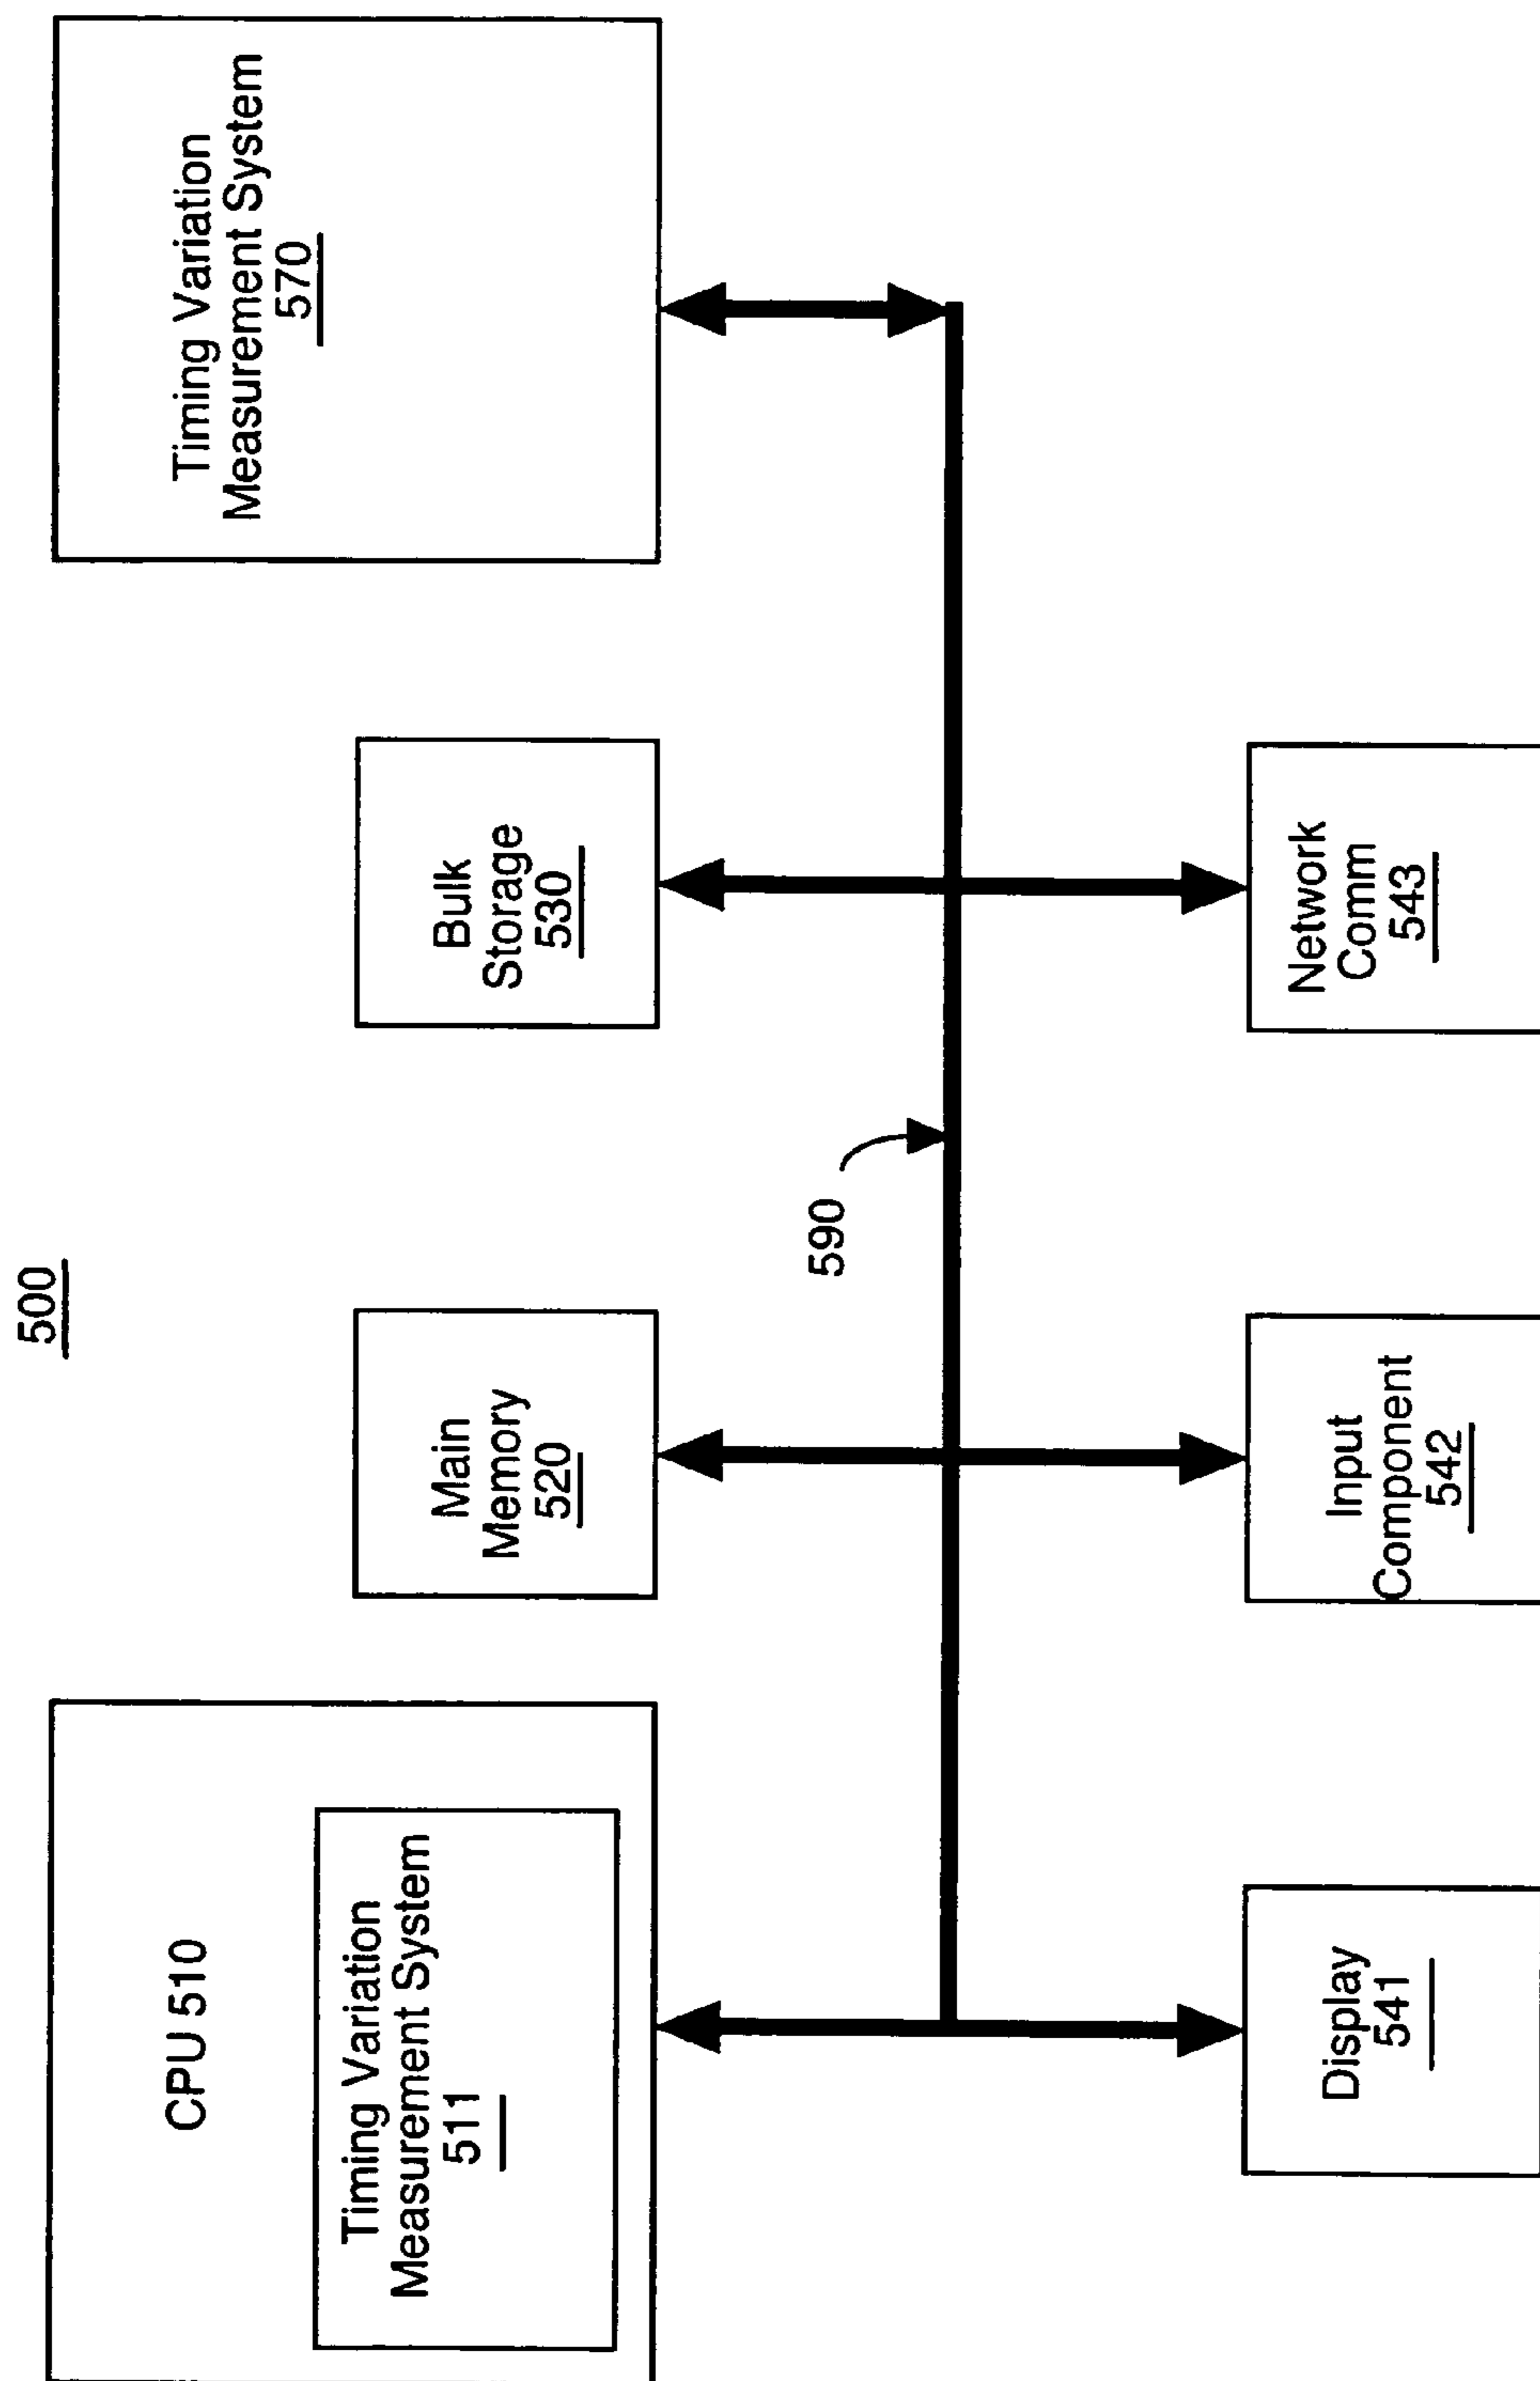 500
CPU 510
Timing Variation
Measurement System
511
Main
Memory
520
Bulk
Storage
530
Timing Variation
Measurement System
570
590
Display
541
Input
Component
542
Network
Comm
543